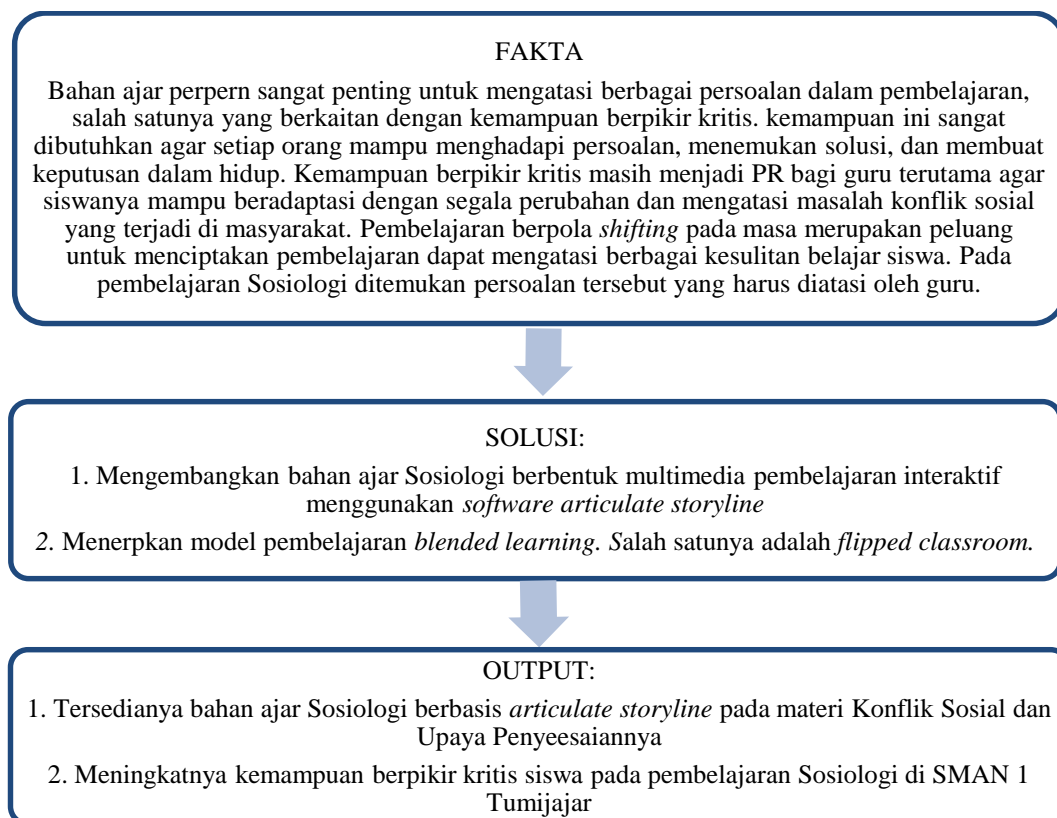 FAKTA
Bahan ajar perpern sangat penting untuk mengatasi berbagai persoalan dalam pembelajaran,
salah satunya yang berkaitan dengan kemampuan berpikir kritis. kemampuan ini sangat
dibutuhkan agar setiap orang mampu menghadapi persoalan, menemukan solusi, dan membuat
keputusan dalam hidup. Kemampuan berpikir kritis masih menjadi PR bagi guru terutama agar
siswanya mampu beradaptasi dengan segala perubahan dan mengatasi masalah konflik sosial
yang terjadi di masyarakat. Pembelajaran berpola shifting pada masa merupakan peluang
untuk menciptakan pembelajaran dapat mengatasi berbagai kesulitan belajar siswa. Pada
pembelajaran Sosiologi ditemukan persoalan tersebut yang harus diatasi oleh guru.
SOLUSI:
1. Mengembangkan bahan ajar Sosiologi berbentuk multimedia pembelajaran interaktif
menggunakan software articulate storyline
2. Menerpkan model pembelajaran blended learning. Salah satunya adalah flipped classroom.
OUTPUT:
1. Tersedianya bahan ajar Sosiologi berbasis articulate storyline pada materi Konflik Sosial dan
Upaya Penyeesaiannya
2. Meningkatnya kemampuan berpikir kritis siswa pada pembelajaran Sosiologi di SMAN 1
Tumijajar